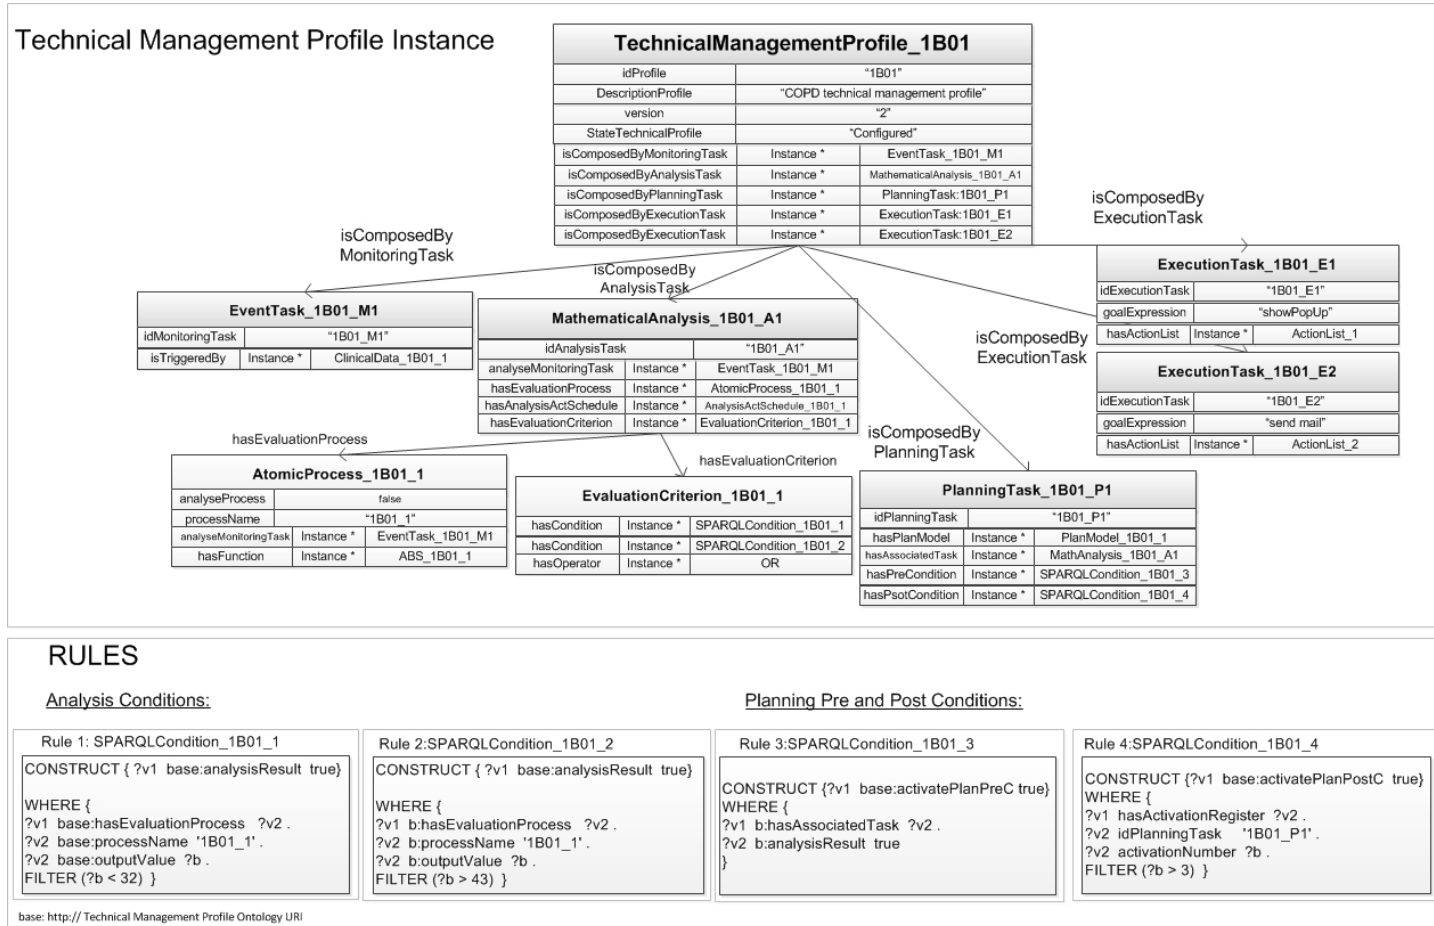 Technical Management Profile Instance
TechnicalManagementProfile_1B01
idProfile "1B01"
DescriptionProfile "COPD technical management profile"
version "2"
StateTechnicalProfile "Configured"
isComposedByMonitoringTask Instance * EventTask_1B01_M1
isComposedByAnalysisTask Instance * MathematicalAnalysis_1B01_A1
isComposedByPlanningTask Instance * PlanningTask:1B01_P1
isComposedByExecutionTask Instance * ExecutionTask:1B01_E1
isComposedByExecutionTask Instance * ExecutionTask:1B01_E2
isComposedBy
MonitoringTask
isComposedBy
AnalysisTask
isComposedBy
ExecutionTask
isComposedBy
ExecutionTask
isComposedBy
PlanningTask
EventTask_1B01_M1
idMonitoringTask "1B01_M1"
isTriggeredBy Instance * ClinicalData_1B01_1
MathematicalAnalysis_1B01_A1
idAnalysisTask "1B01_A1"
analyseMonitoringTask Instance * EventTask_1B01_M1
hasEvaluationProcess Instance * AtomicProcess_1B01_1
hasAnalysisActSchedule Instance * AnalysisActSchedule_1B01_1
hasEvaluationCriterion Instance * EvaluationCriterion_1B01_1
ExecutionTask_1B01_E1
idExecutionTask "1B01_E1"
goalExpression "showPopUp"
hasActionList Instance * ActionList_1
ExecutionTask_1B01_E2
idExecutionTask "1B01_E2"
goalExpression "send mail"
hasActionList Instance * ActionList_2
hasEvaluationProcess
hasEvaluationCriterion
AtomicProcess_1B01_1
analyseProcess false
processName "1B01_1"
analyseMonitoringTask Instance * EventTask_1B01_M1
hasFunction Instance * ABS_1B01_1
EvaluationCriterion_1B01_1
hasCondition Instance * SPARQLCondition_1B01_1
hasCondition Instance * SPARQLCondition_1B01_2
hasOperator Instance * OR
PlanningTask_1B01_P1
idPlanningTask "1B01_P1"
hasPlanModel Instance * PlanModel_1B01_1
hasAssociatedTask Instance * MathAnalysis_1B01_A1
hasPreCondition Instance * SPARQLCondition_1B01_3
hasPsotCondition Instance * SPARQLCondition_1B01_4
RULES
Analysis Conditions:
Planning Pre and Post Conditions:
Rule 1: SPARQLCondition_1B01_1
CONSTRUCT { ?v1 base:analysisResult true}
WHERE {
?v1 base:hasEvaluationProcess ?v2 .
?v2 base:processName '1B01_1' .
?v2 base:outputValue ?b .
FILTER (?b < 32) }
Rule 2:SPARQLCondition_1B01_2
CONSTRUCT { ?v1 base:analysisResult true}
WHERE {
?v1 b:hasEvaluationProcess ?v2 .
?v2 b:processName '1B01_1' .
?v2 b:outputValue ?b .
FILTER (?b > 43) }
Rule 3:SPARQLCondition_1B01_3
CONSTRUCT {?v1 base:activatePlanPreC true}
WHERE {
?v1 b:hasAssociatedTask ?v2 .
?v2 b:analysisResult true
}
Rule 4:SPARQLCondition_1B01_4
CONSTRUCT {?v1 base:activatePlanPostC true}
WHERE {
?v1 hasActivationRegister ?v2 .
?v2 idPlanningTask '1B01_P1' .
?v2 activationNumber ?b .
FILTER (?b > 3) }
base: http:// Technical Management Profile Ontology URI